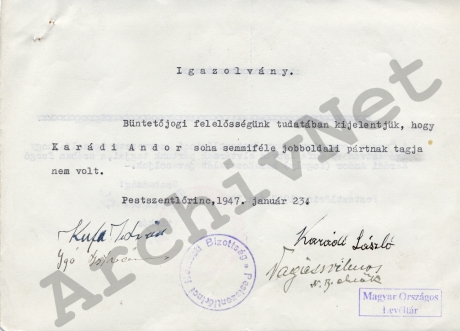 Igazolvány.
Büntetőjogi felelősségünk tudatában kijelentjük, hogy
Karádi Andor soha semmiféle jobboldali pártnak tagja
nem volt.
Pestszentlőrinc, 1947. január 23.
Karádi László
Bizottság
Magyar Országos
Levéltár
ArchivNet